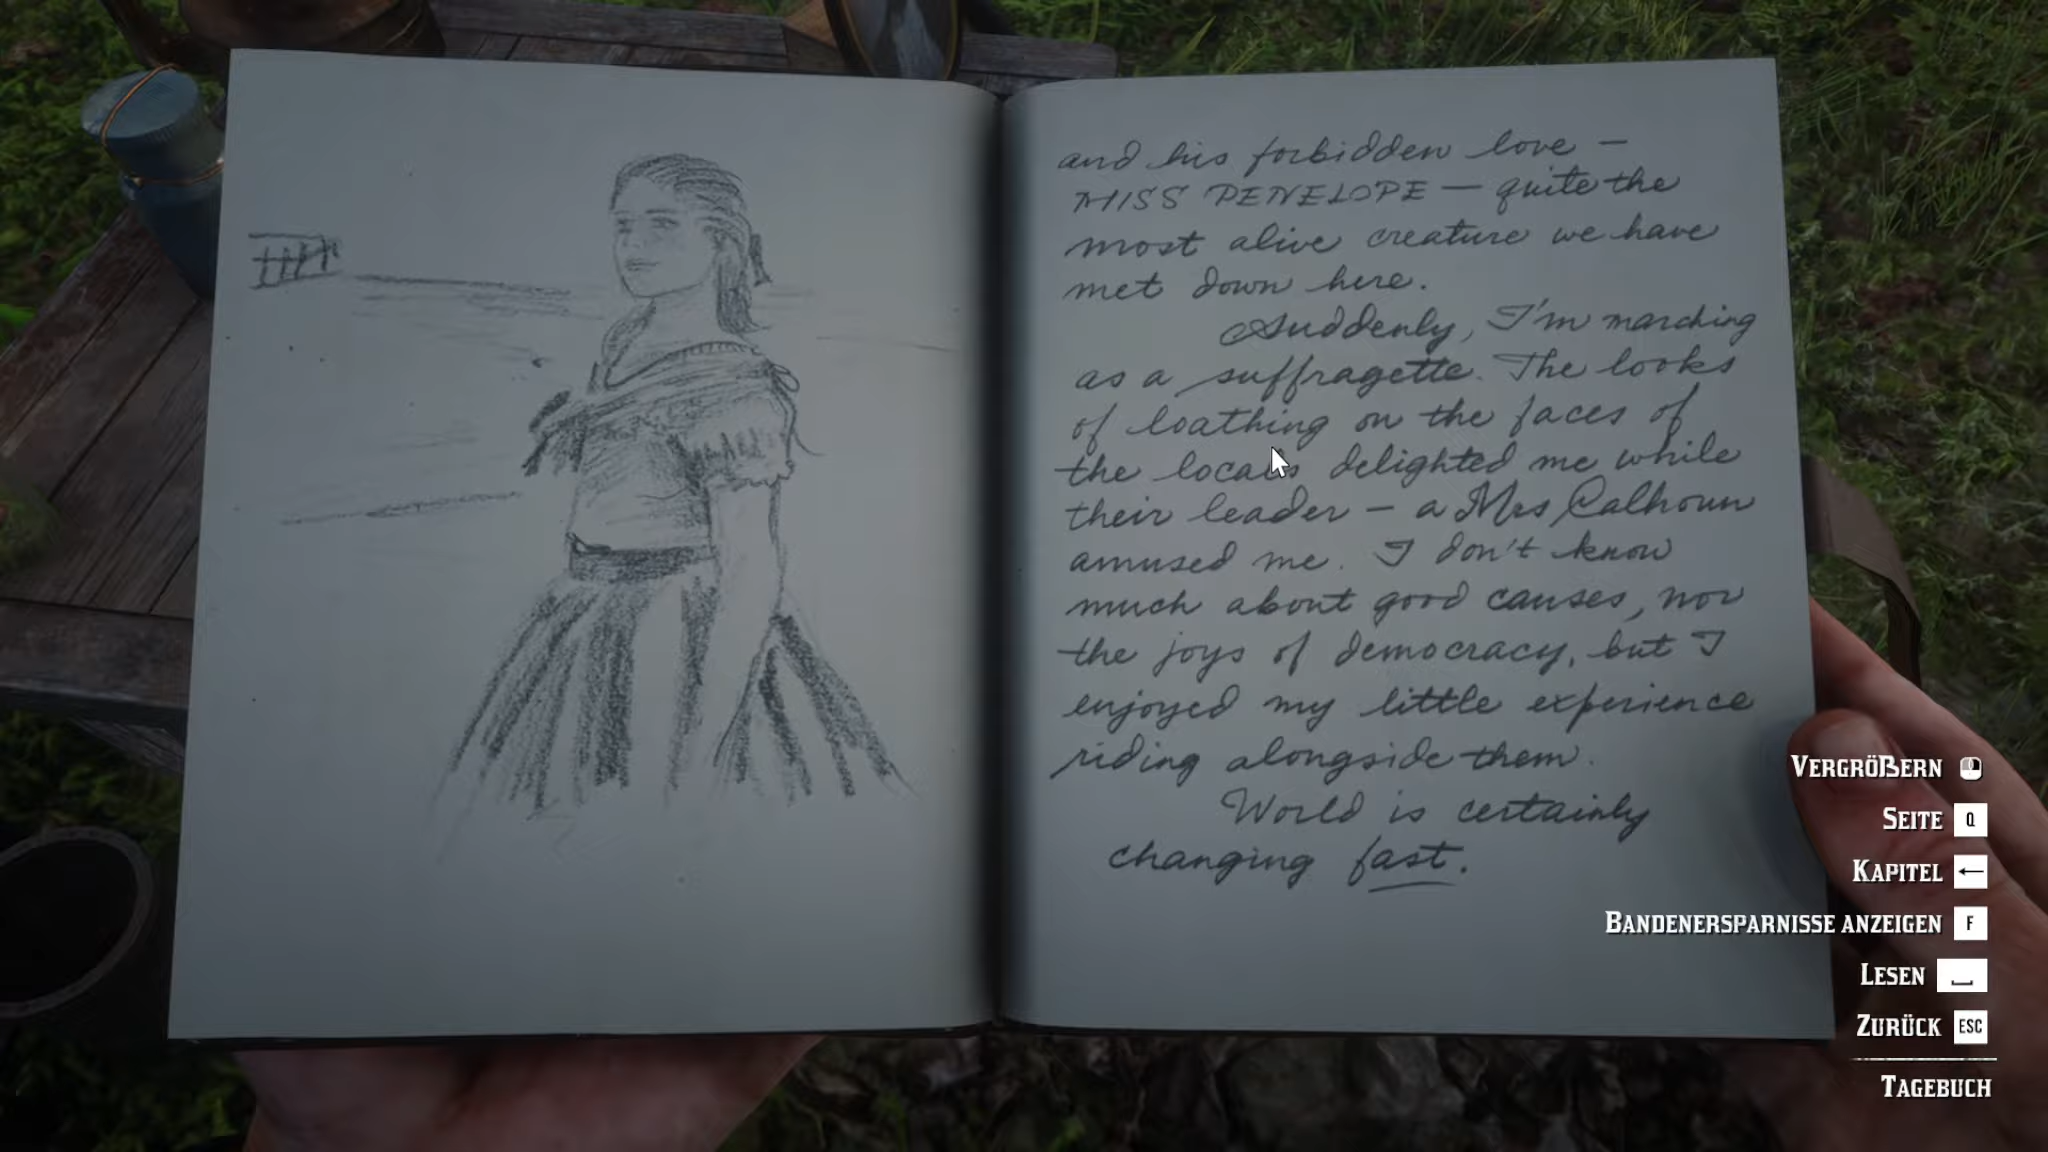 and his forbidden love —
MISS PENELOPE — quite the
most alive creature we have
met down here.
Suddenly, I'm marching
as a suffragette. The looks
of loathing on the faces of
the locals delighted me while
their leader — a Mrs Calhoun
amused me. I don't know
much about good causes, nor
the joys of democracy, but I
enjoyed my little experience
riding alongside them.
World is certainly
changing fast.
VERGRÖẞERN
SEITE Q
KAPITEL ←
BANDENERSPARNISSE ANZEIGEN F
LESEN
ZURÜCK ESC
TAGEBUCH